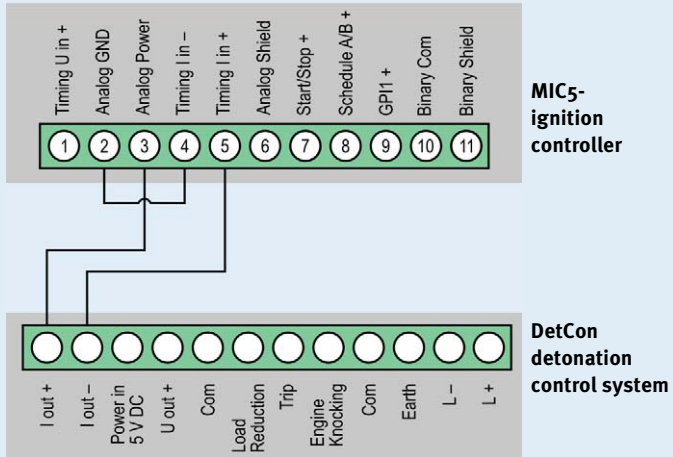 Timing U in +
Analog GND
Analog Power
Timing I in –
Timing I in +
Analog Shield
Start/Stop +
Schedule A/B +
GPI1 +
Binary Com
Binary Shield
1 2 3 4 5 6 7 8 9 10 11
MIC5-
ignition
controller
DetCon
detonation
control system
I out +
I out –
Power in
5 V DC
U out +
Com
Load
Reduction
Trip
Engine
Knocking
Com
Earth
L –
L +